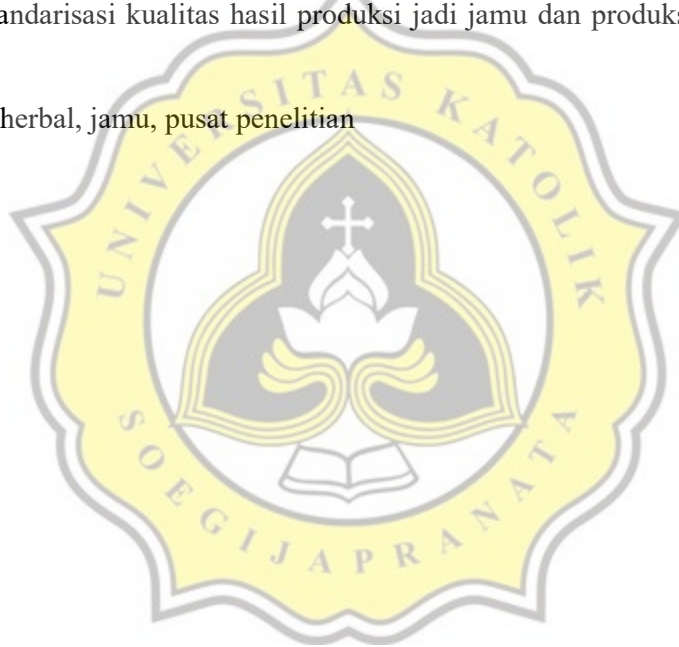 andarisasi kualitas hasil produksi jadi jamu dan produks
herbal, jamu, pusat penelitian
UNIVERSITAS KATOLIK
SOEGIJAPRANATA